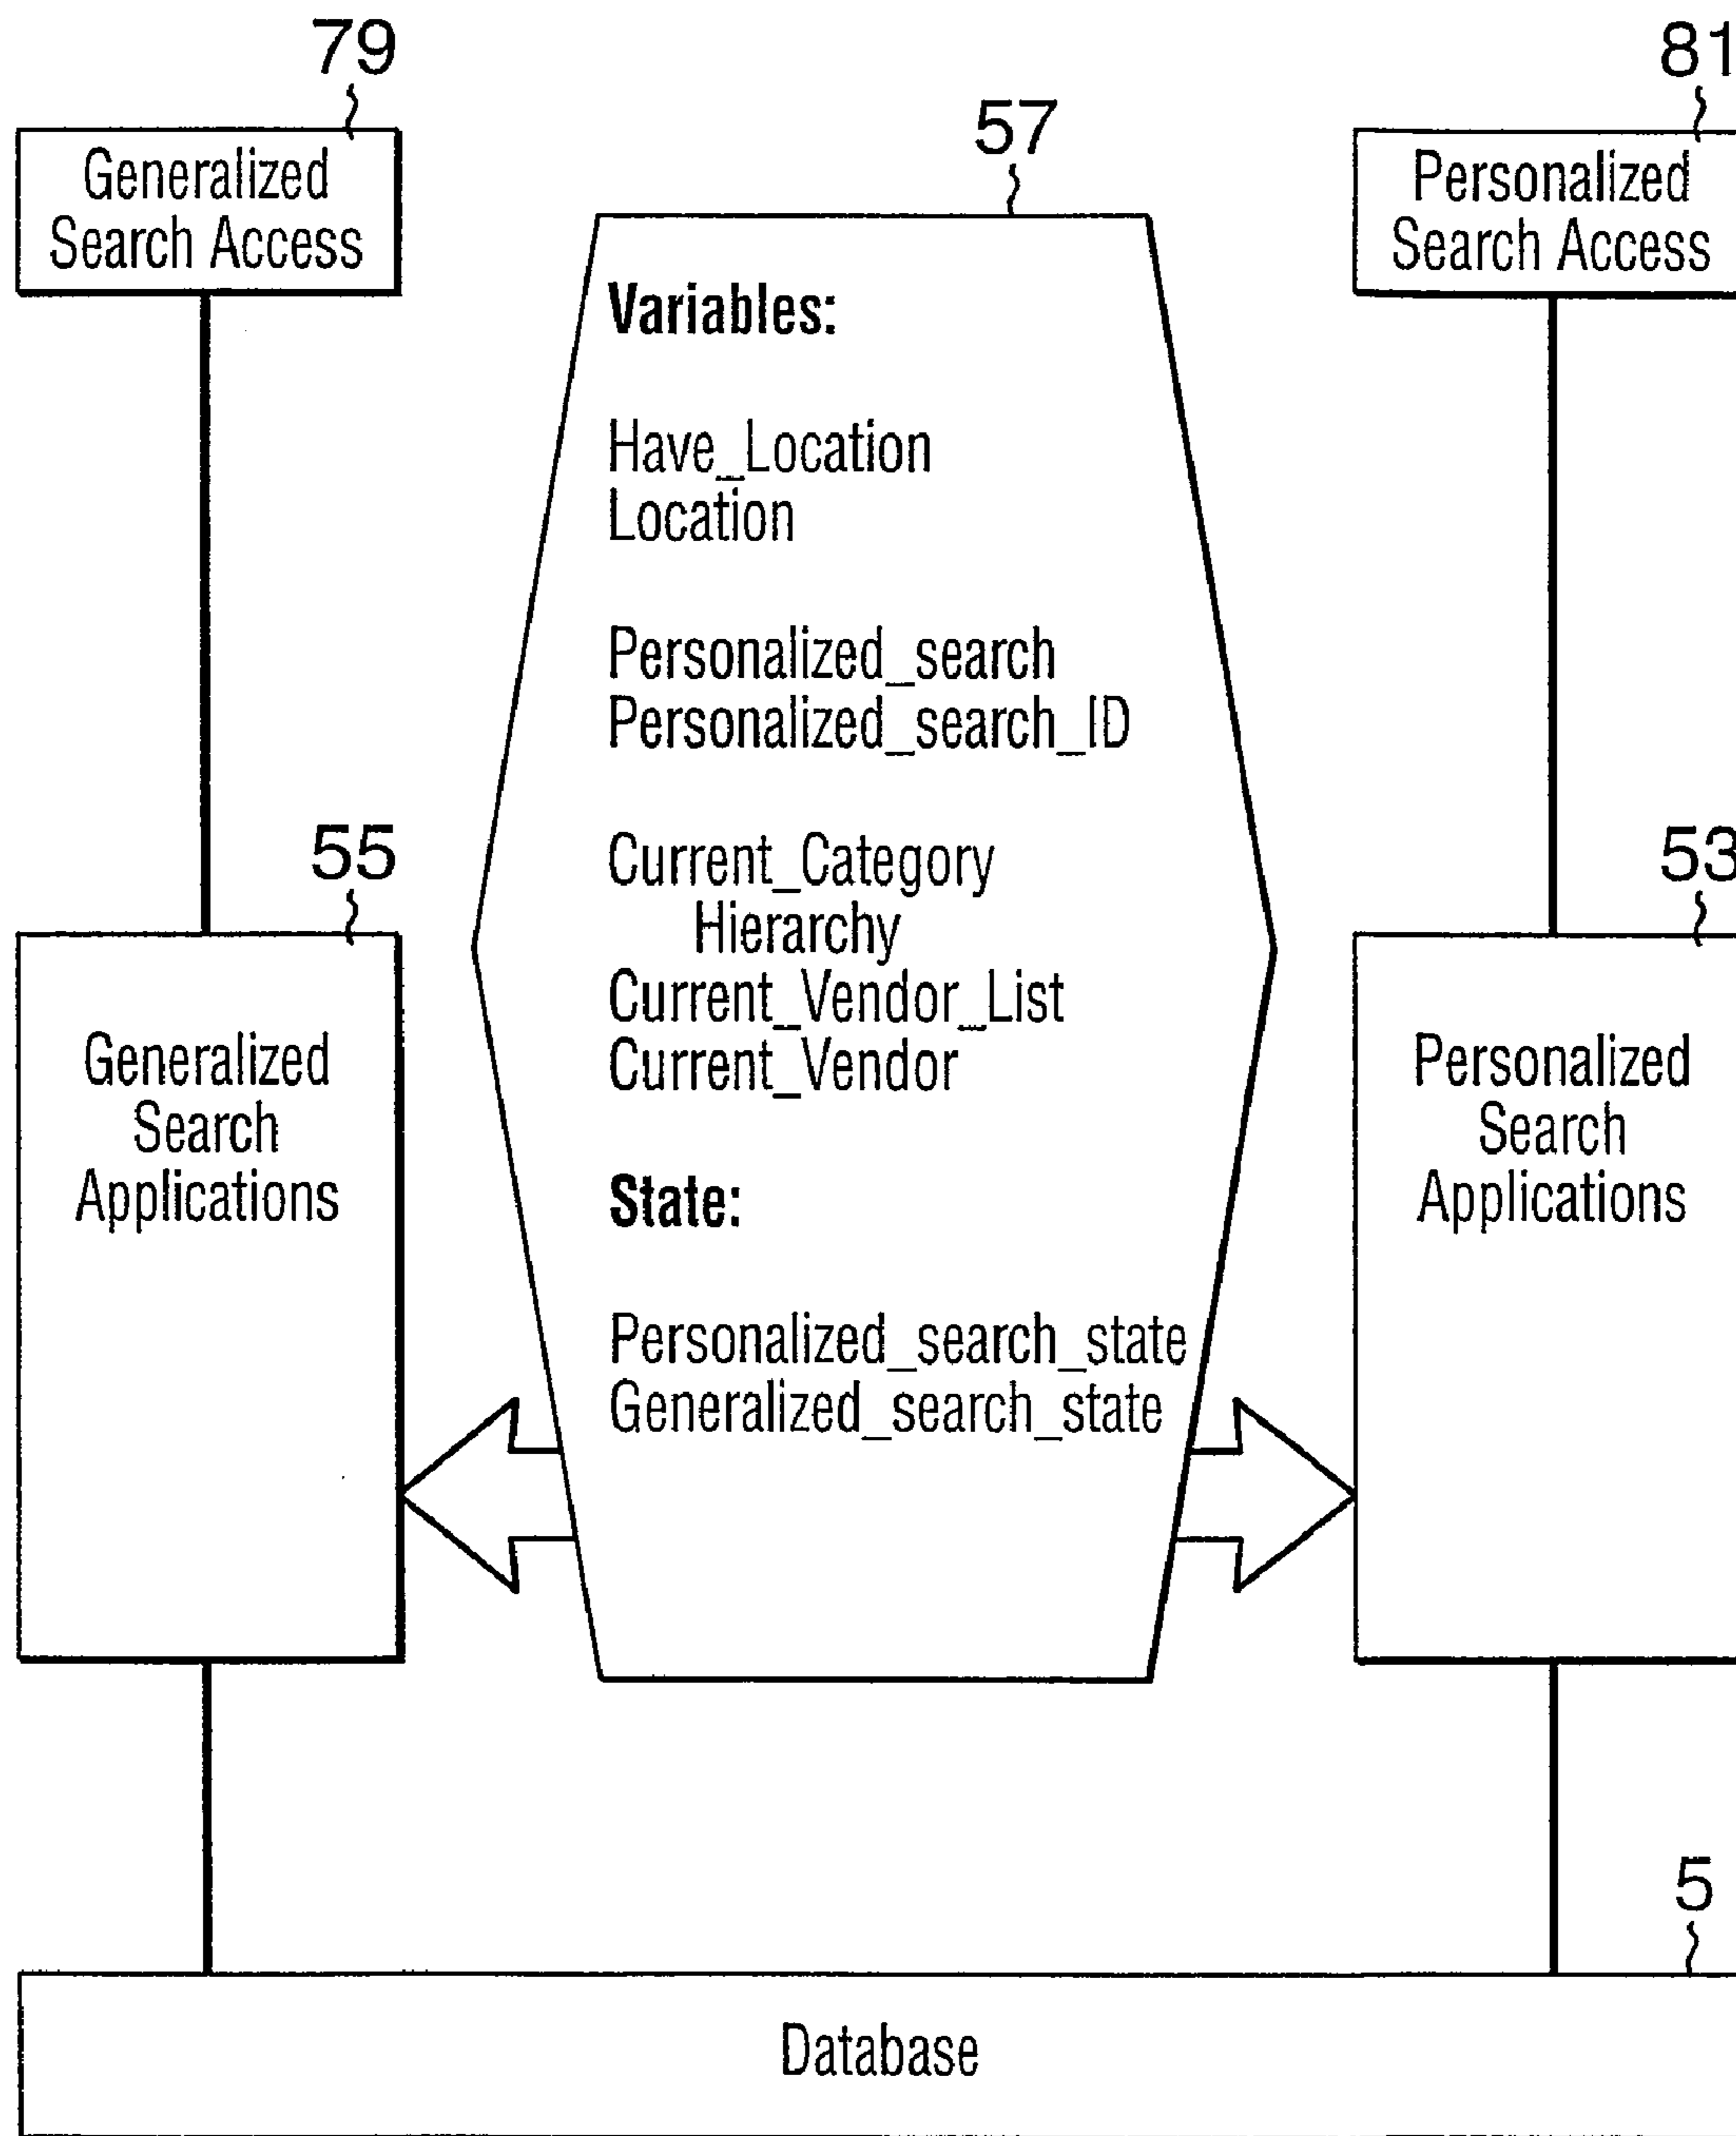 79
Generalized
Search Access
57
81
Personalized
Search Access
Variables:
Have_Location
Location
Personalized_search
Personalized_search_ID
Current_Category
Hierarchy
Current_Vendor_List
Current_Vendor
State:
Personalized_search_state
Generalized_search_state
55
Generalized
Search
Applications
53
Personalized
Search
Applications
5
Database